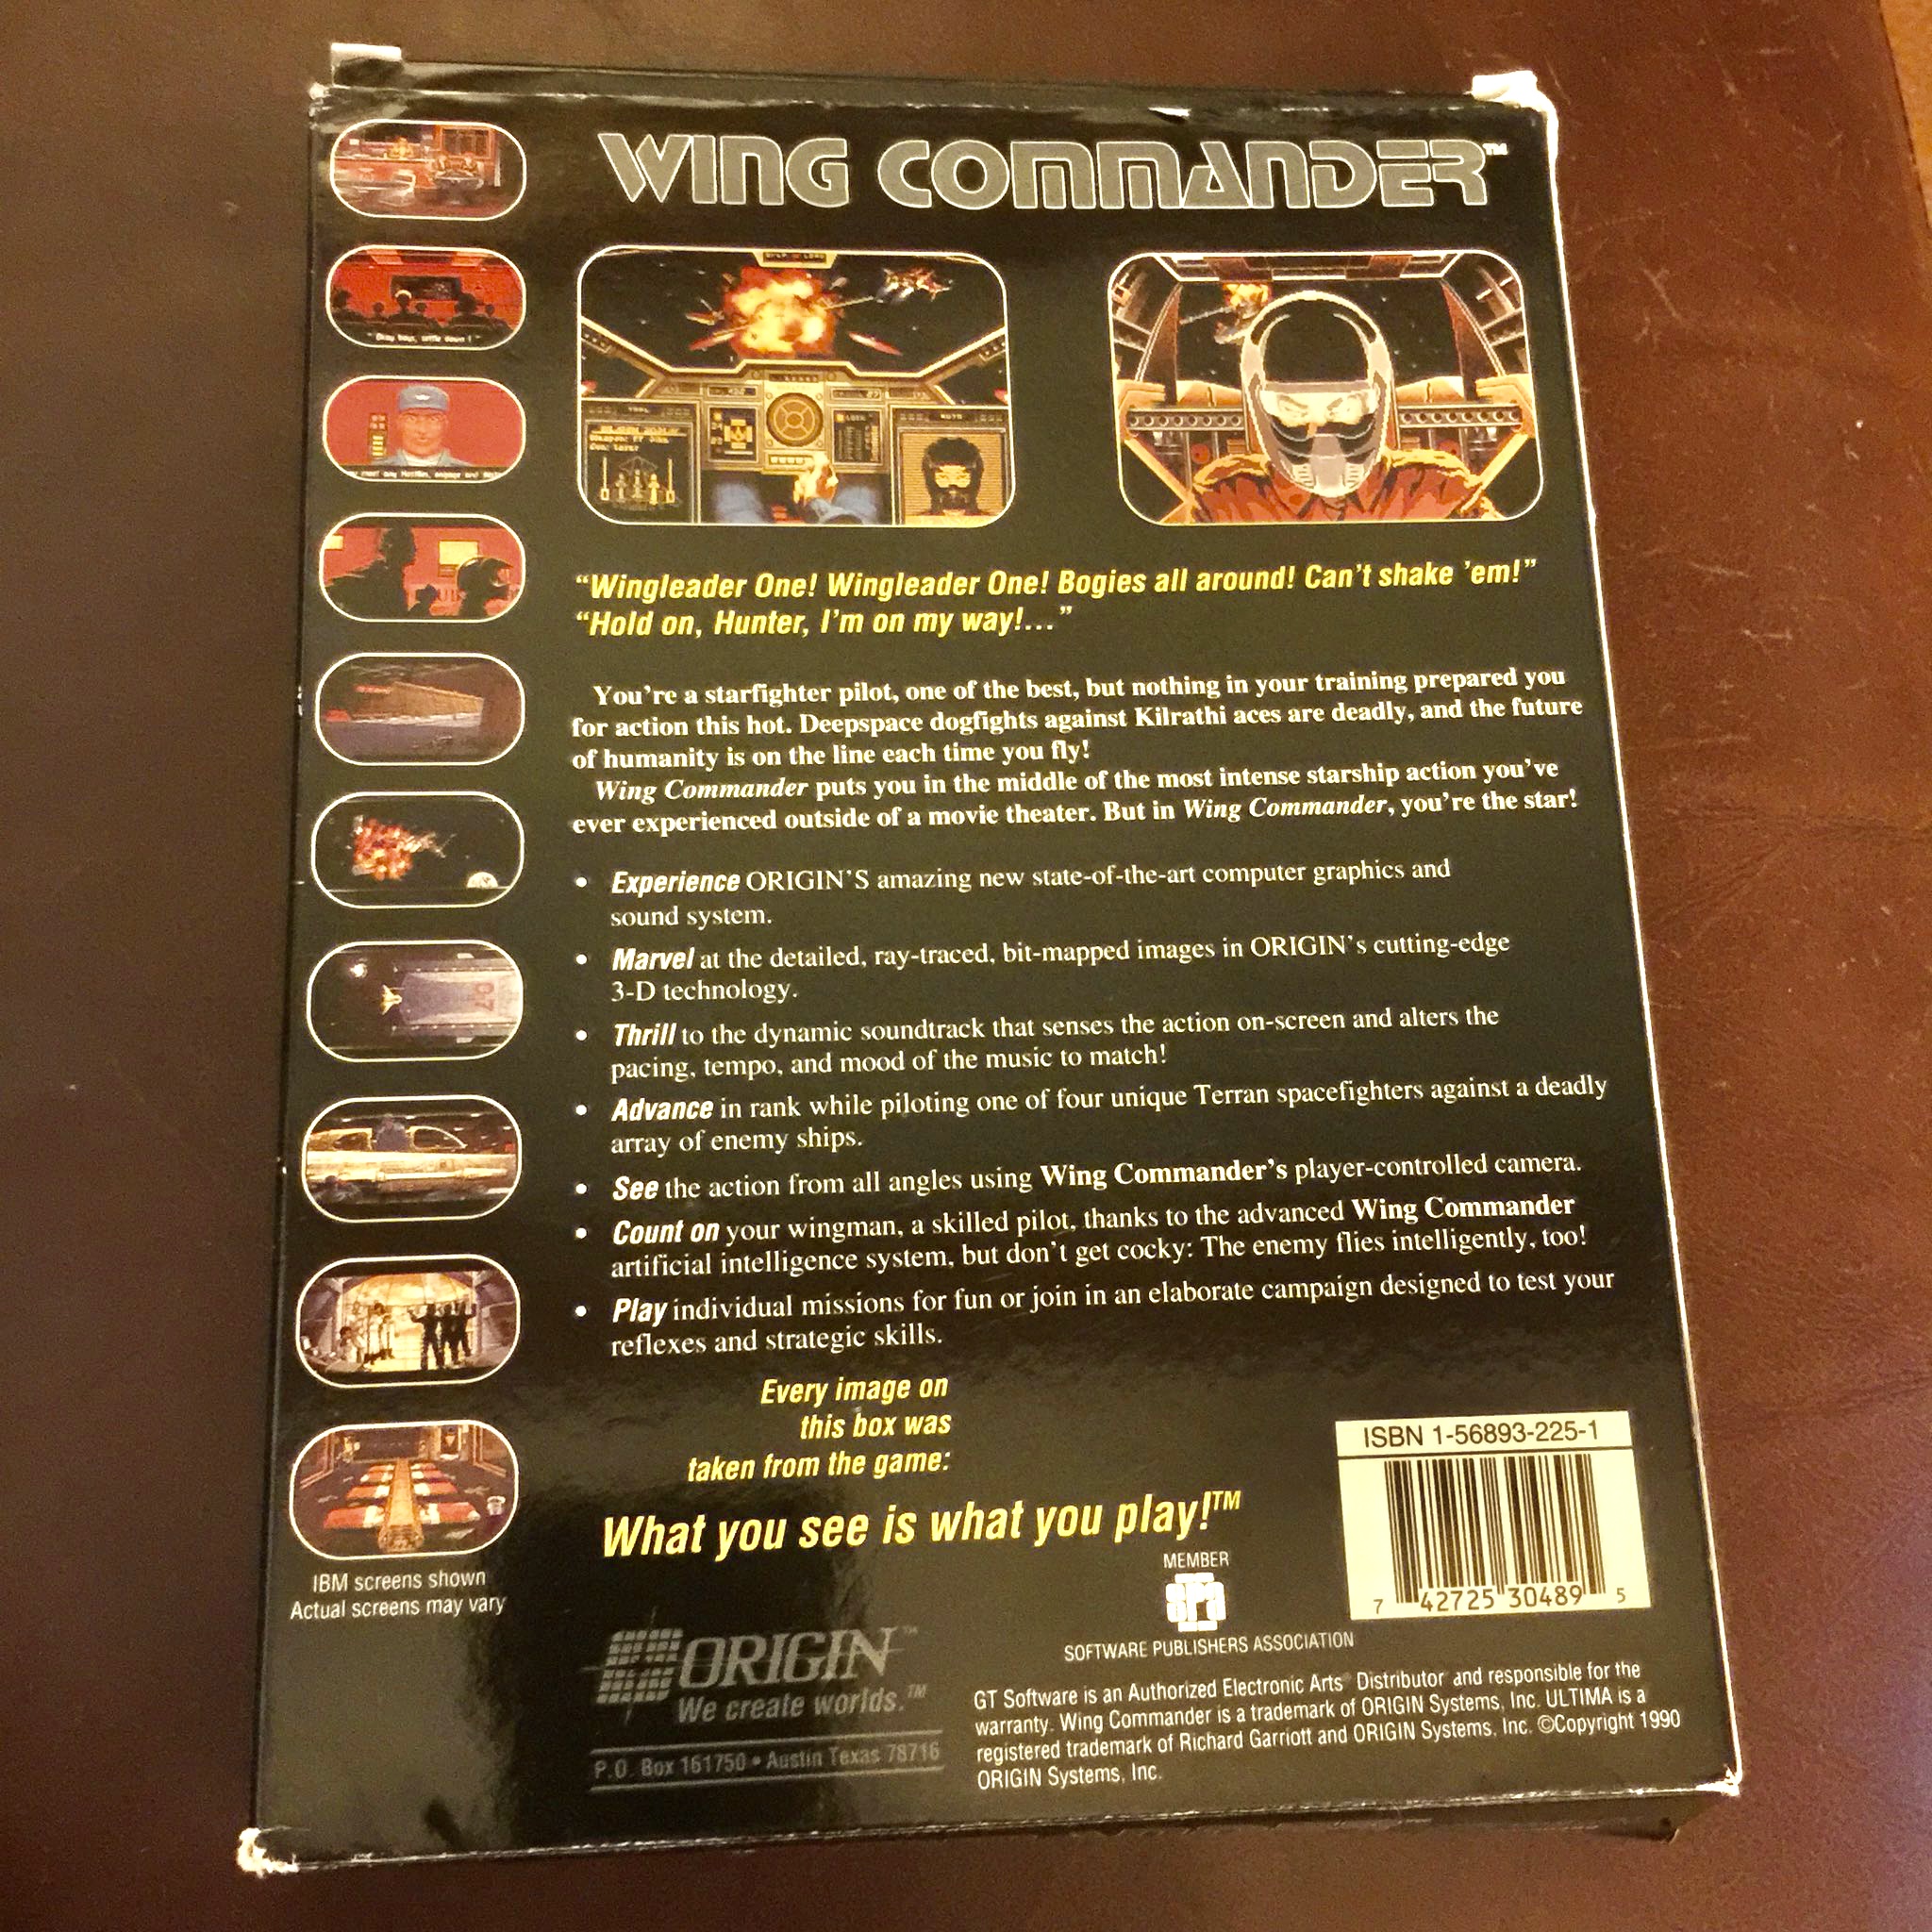 WING COMMANDER™
"Okay boys, settle down!"
"Wingleader One! Wingleader One! Bogies all around! Can't shake 'em!"
"Hold on, Hunter, I'm on my way!..."
You're a starfighter pilot, one of the best, but nothing in your training prepared you
for action this hot. Deepspace dogfights against Kilrathi aces are deadly, and the future
of humanity is on the line each time you fly!
Wing Commander puts you in the middle of the most intense starship action you've
ever experienced outside of a movie theater. But in Wing Commander, you're the star!
• Experience ORIGIN'S amazing new state-of-the-art computer graphics and
sound system.
• Marvel at the detailed, ray-traced, bit-mapped images in ORIGIN's cutting-edge
3-D technology.
• Thrill to the dynamic soundtrack that senses the action on-screen and alters the
pacing, tempo, and mood of the music to match!
• Advance in rank while piloting one of four unique Terran spacefighters against a deadly
array of enemy ships.
• See the action from all angles using Wing Commander's player-controlled camera.
• Count on your wingman, a skilled pilot, thanks to the advanced Wing Commander
artificial intelligence system, but don't get cocky: The enemy flies intelligently, too!
• Play individual missions for fun or join in an elaborate campaign designed to test your
reflexes and strategic skills.
Every image on
this box was
taken from the game:
What you see is what you play!™
IBM screens shown
Actual screens may vary
ISBN 1-56893-225-1
7 42725 30489 5
MEMBER
SPA
SOFTWARE PUBLISHERS ASSOCIATION
ORIGIN™
We create worlds.™
P.O. Box 161750 • Austin Texas 78716
GT Software is an Authorized Electronic Arts® Distributor and responsible for the
warranty. Wing Commander is a trademark of ORIGIN Systems, Inc. ULTIMA is a
registered trademark of Richard Garriott and ORIGIN Systems, Inc. ©Copyright 1990
ORIGIN Systems, Inc.